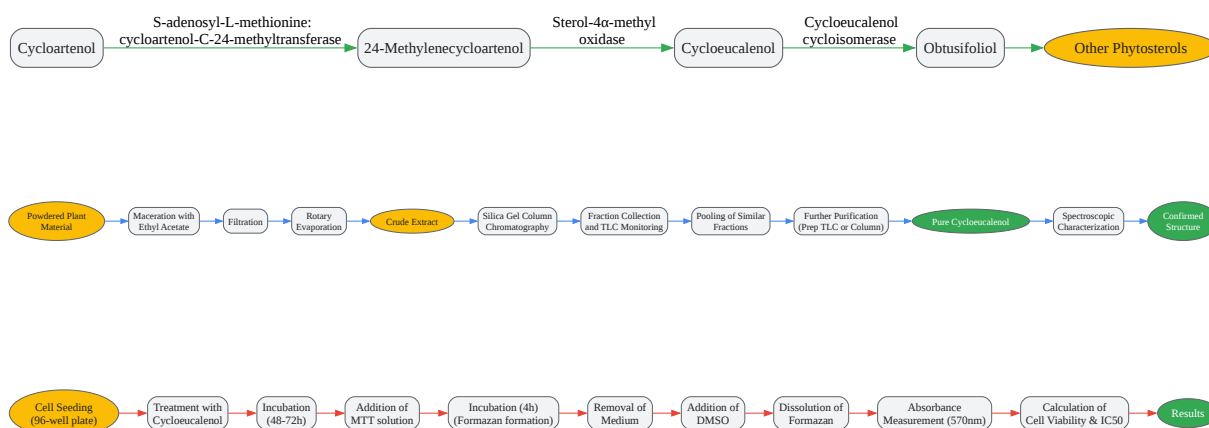 S-adenosyl-L-methionine:
cycloartenol-C-24-methyltransferase
Sterol-4α-methyl
oxidase
Cycloeucalenol
cycloisomerase
Cycloartenol
24-Methylenecycloartenol
Cycloeucalenol
Obtusifoliol
Other Phytosterols
Powdered Plant
Material
Maceration with
Ethyl Acetate
Filtration
Rotary
Evaporation
Crude Extract
Silica Gel Column
Chromatography
Fraction Collection
and TLC Monitoring
Pooling of Similar
Fractions
Further Purification
(Prep TLC or Column)
Pure Cycloeucalenol
Spectroscopic
Characterization
Confirmed
Structure
Cell Seeding
(96-well plate)
Treatment with
Cycloeucalenol
Incubation
(48-72h)
Addition of
MTT solution
Incubation (4h)
(Formazan formation)
Removal of
Medium
Addition of
DMSO
Dissolution of
Formazan
Absorbance
Measurement (570nm)
Calculation of
Cell Viability & IC50
Results